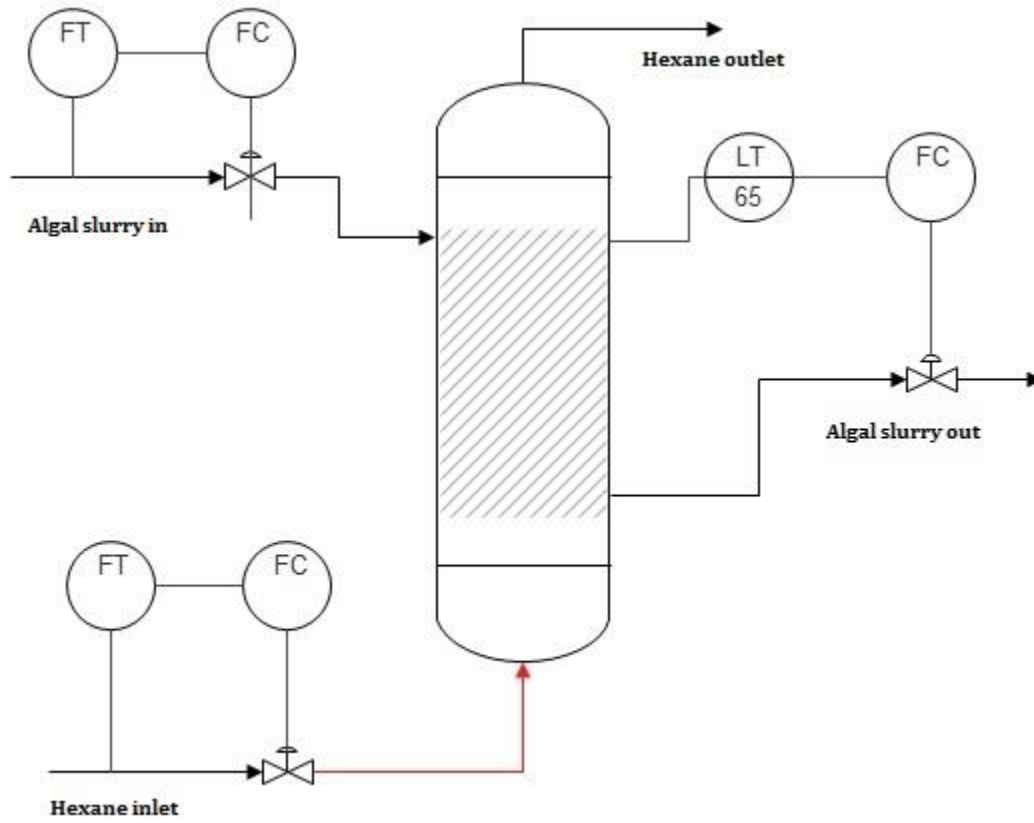 FT
FC
Hexane outlet
LT
65
FC
Algal slurry in
Algal slurry out
FT
FC
Hexane inlet